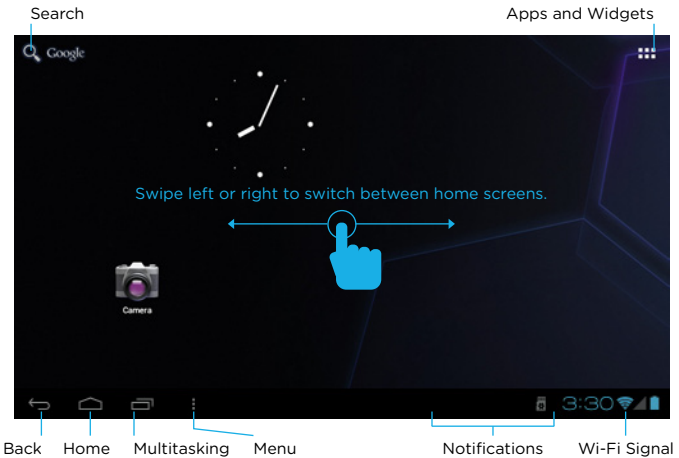 Search
Apps and Widgets
Google
Swipe left or right to switch between home screens.
Camera
3:30
Back
Home
Multitasking
Menu
Notifications
Wi-Fi Signal